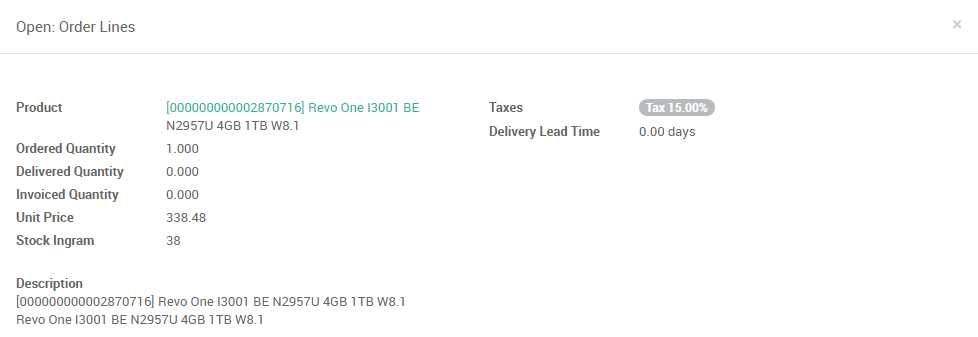 Open: Order Lines ×
Product [000000000002870716] Revo One I3001 BE Taxes Tax 15.00%
N2957U 4GB 1TB W8.1
Delivery Lead Time 0.00 days
Ordered Quantity 1.000
Delivered Quantity 0.000
Invoiced Quantity 0.000
Unit Price 338.48
Stock Ingram 38
Description
[000000000002870716] Revo One I3001 BE N2957U 4GB 1TB W8.1
Revo One I3001 BE N2957U 4GB 1TB W8.1